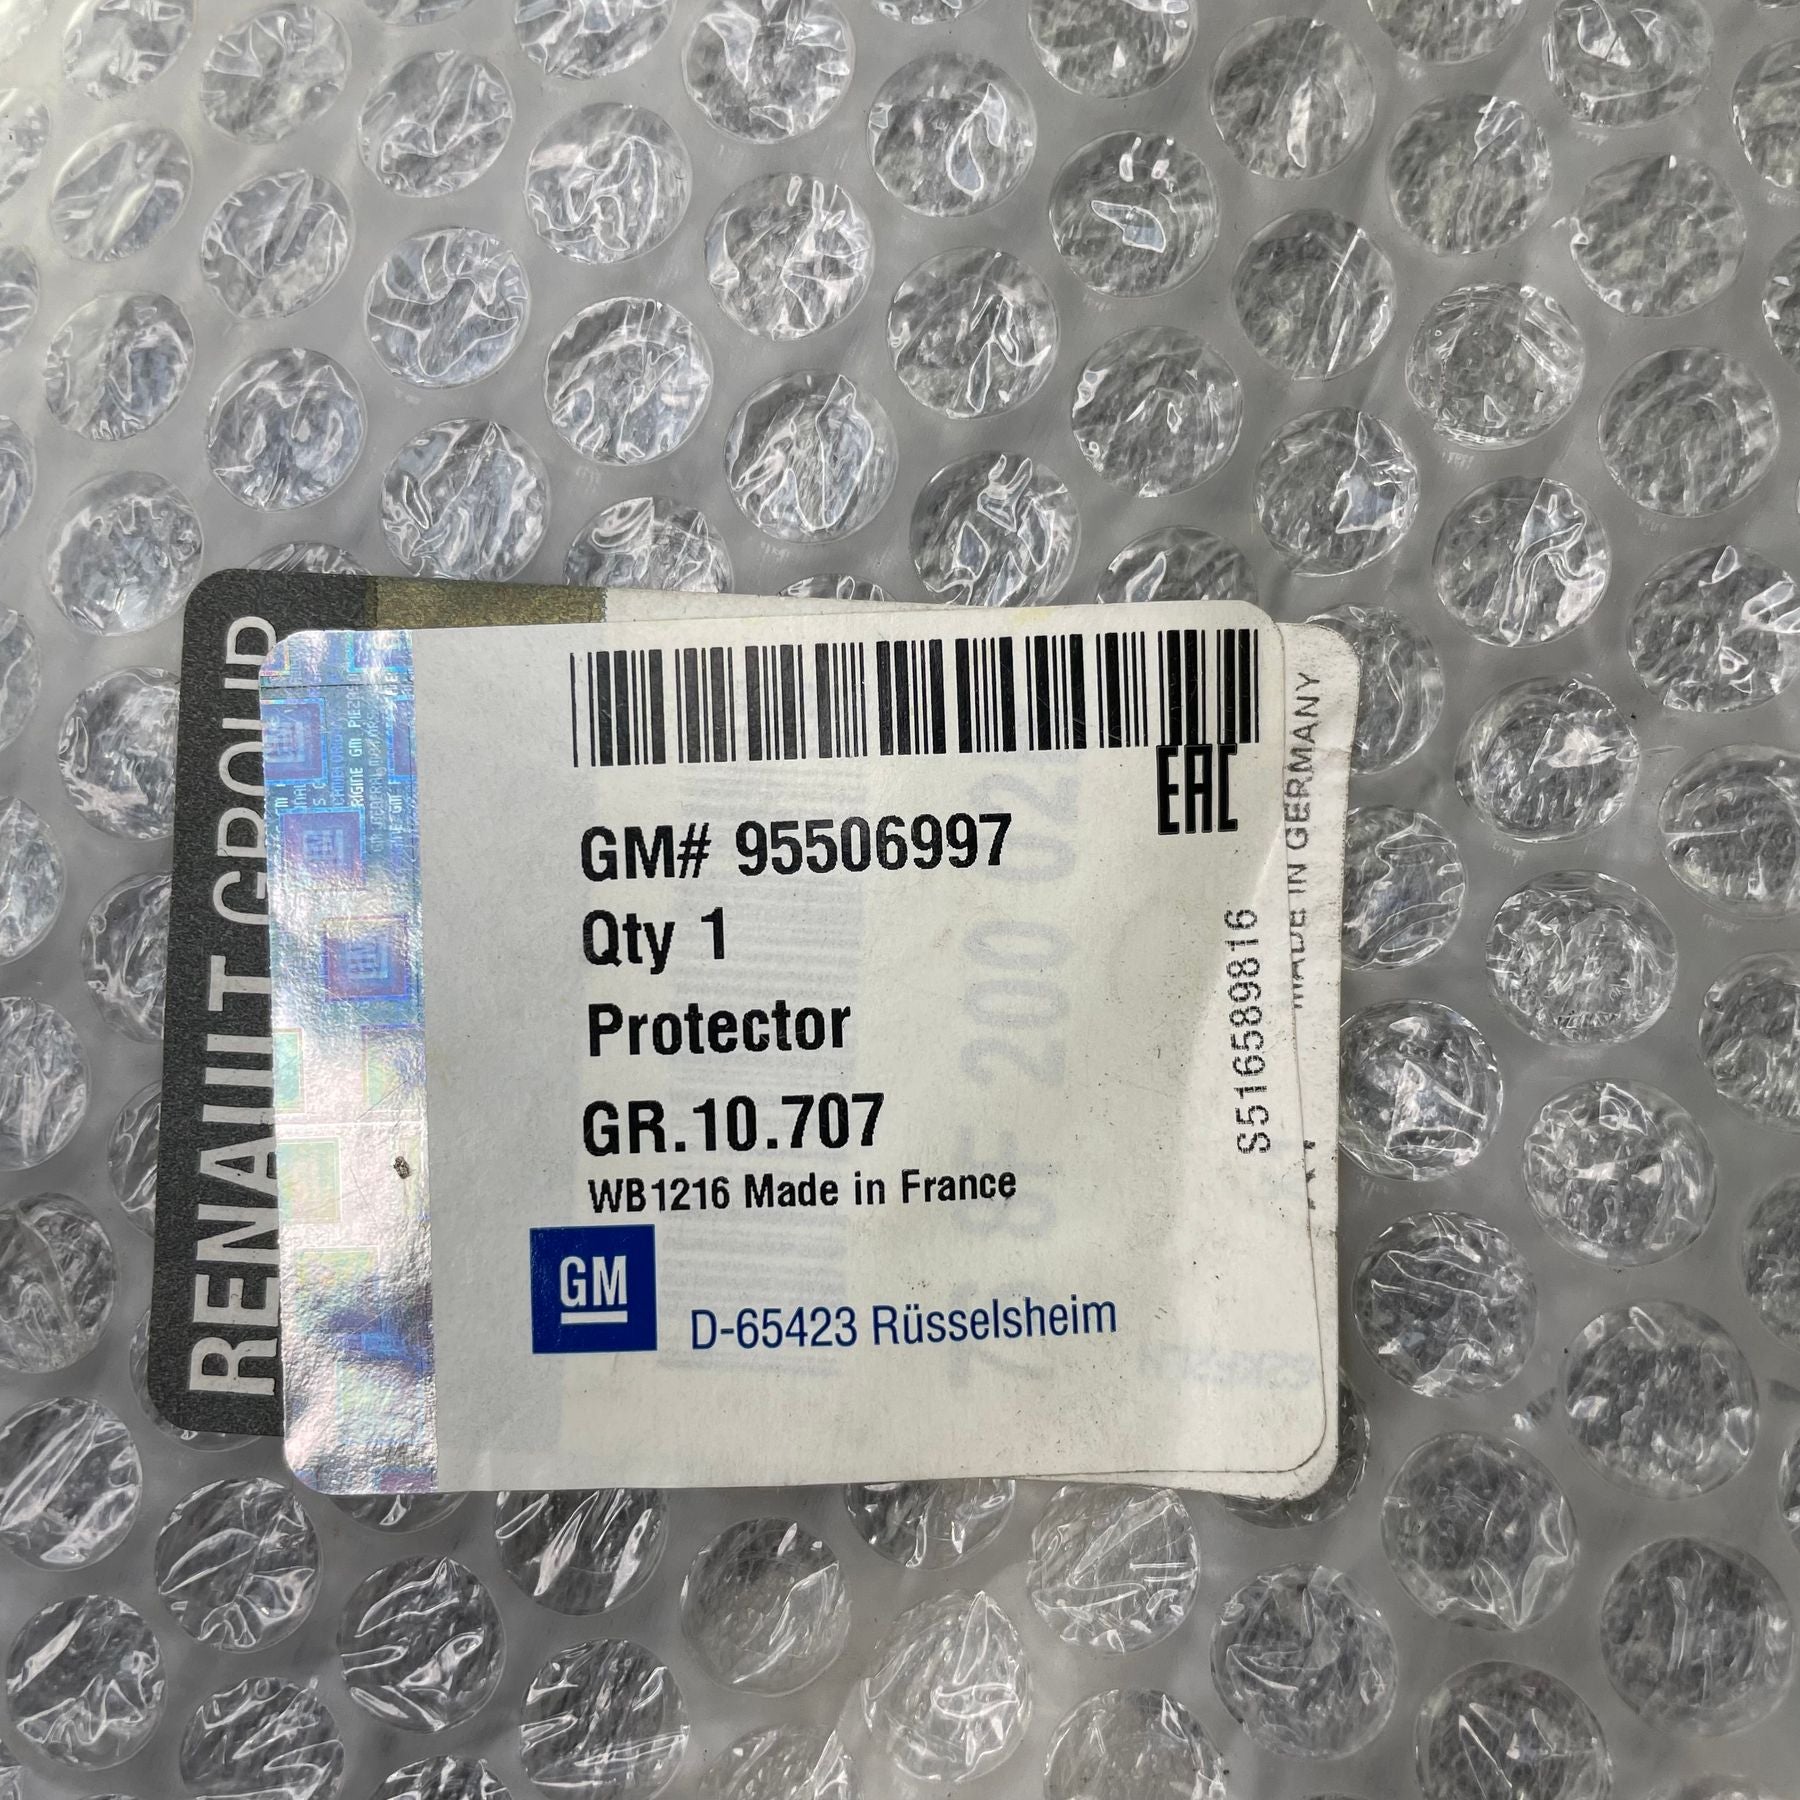 RENAULT GROUP
EAC
GM# 95506997
Qty 1
Protector
GR.10.707
WB1216 Made in France
GM
D-65423 Rüsselsheim
S516589816
MADE IN GERMANY